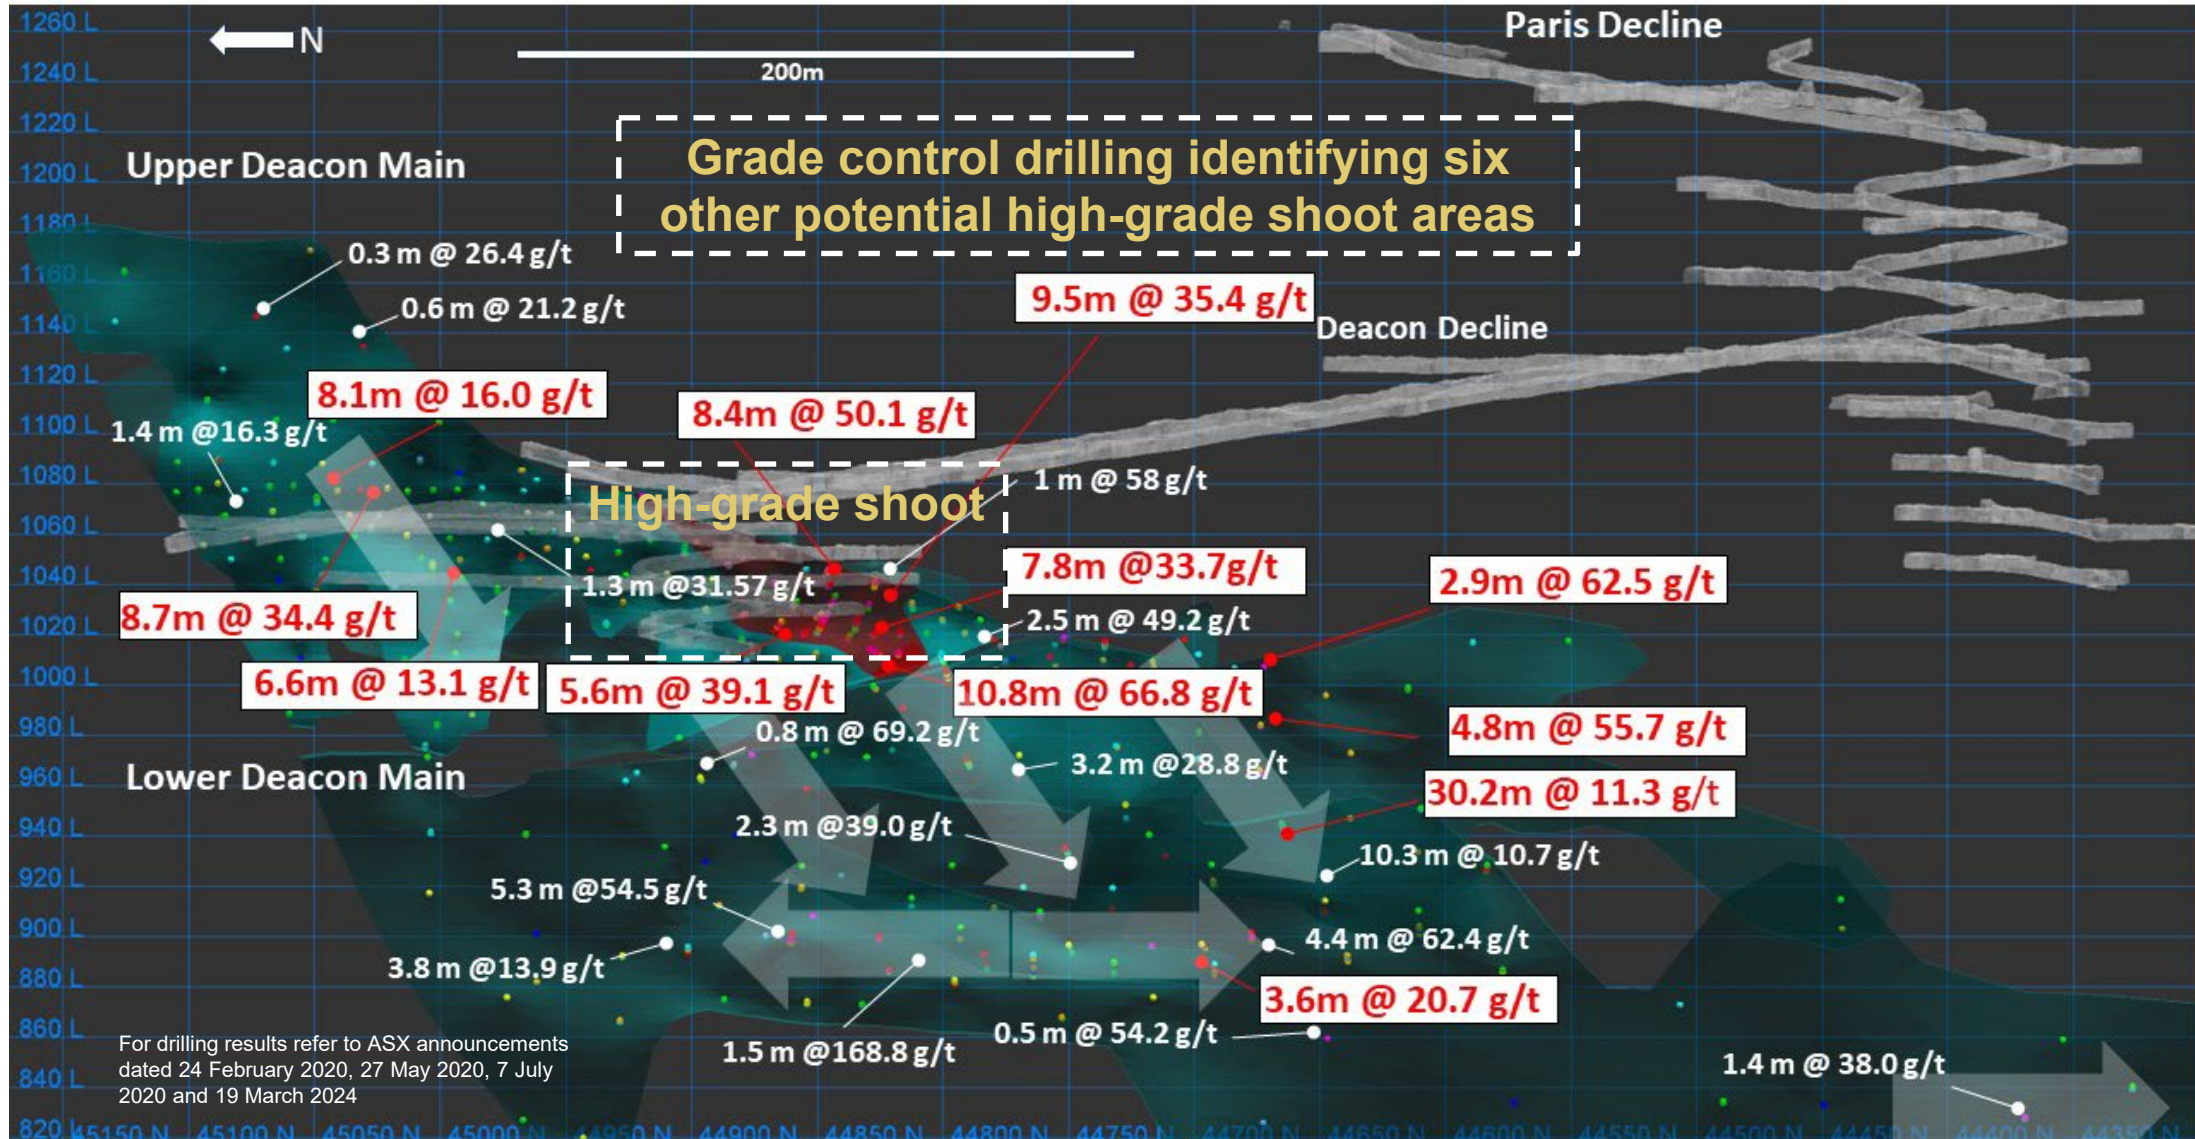 1260 L
N
200m
Paris Decline
1240 L
1220 L
Grade control drilling identifying six
other potential high-grade shoot areas
Upper Deacon Main
1200 L
1180 L
0.3 m @ 26.4 g/t
1160 L
9.5m @ 35.4 g/t
0.6 m @ 21.2 g/t
1140 L
Deacon Decline
1120 L
8.1m @ 16.0 g/t
8.4m @ 50.1 g/t
1100 L
1.4 m @16.3 g/t
1080 L
1 m @ 58 g/t
High-grade shoot
1060 L
7.8m @33.7g/t
2.9m @ 62.5 g/t
1040 L
1.3 m @31.57 g/t
8.7m @ 34.4 g/t
2.5 m @ 49.2 g/t
1020 L
1000 L
6.6m @ 13.1 g/t
5.6m @ 39.1 g/t
10.8m @ 66.8 g/t
980 L
0.8 m @ 69.2 g/t
4.8m @ 55.7 g/t
Lower Deacon Main
960 L
3.2 m @28.8 g/t
30.2m @ 11.3 g/t
940 L
2.3 m @39.0 g/t
10.3 m @ 10.7 g/t
920 L
5.3 m @54.5 g/t
900 L
4.4 m @ 62.4 g/t
3.8 m @13.9 g/t
880 L
3.6m @ 20.7 g/t
860 L
0.5 m @ 54.2 g/t
1.5 m @168.8 g/t
For drilling results refer to ASX announcements
dated 24 February 2020, 27 May 2020, 7 July
2020 and 19 March 2024
1.4 m @ 38.0 g/t
840 L
820 L
45150 N 45100 N 45050 N 45000 N 44950 N 44900 N 44850 N 44800 N 44750 N 44700 N 44650 N 44600 N 44550 N 44500 N 44450 N 44400 N 44350 N